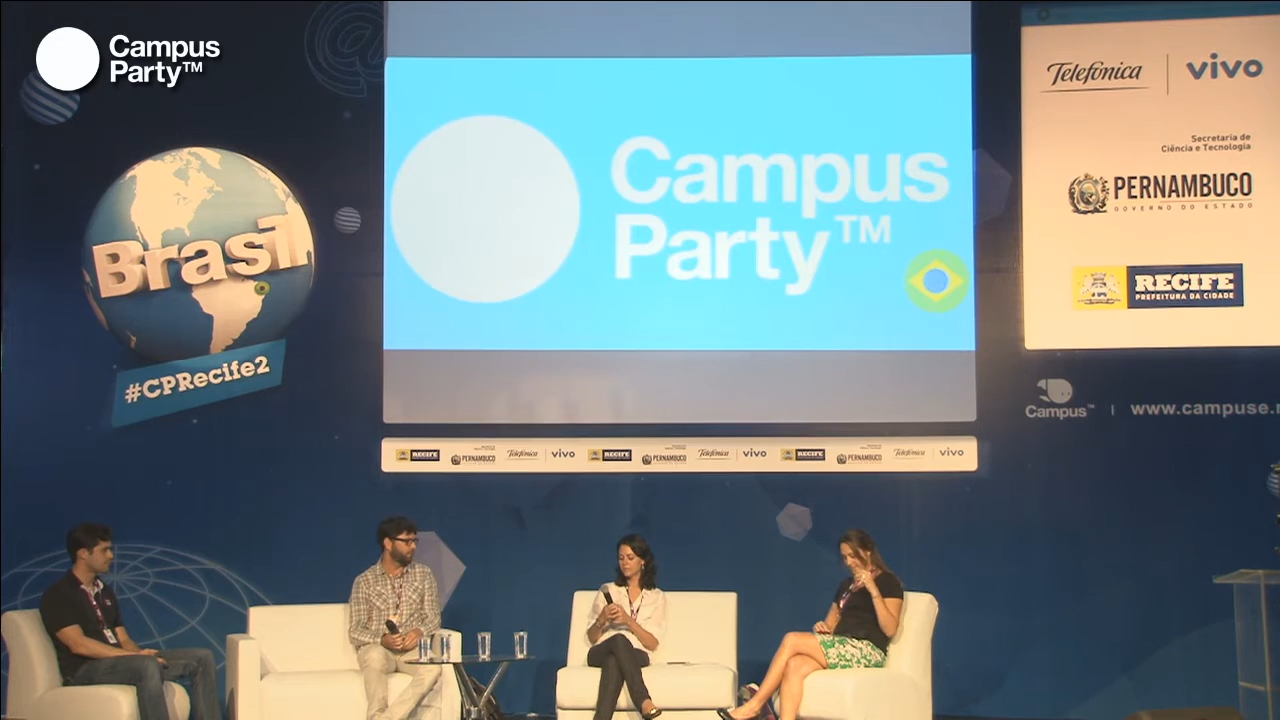 Campus
Party™
Brasil
#CPRecife2
Campus
Party™
Telefónica
vivo
Secretaria de
Ciência e Tecnologia
PERNAMBUCO
GOVERNO DO ESTADO
RECIFE
PREFEITURA DA CIDADE
Campus™ | www.campuse.
RECIFE PERNAMBUCO Telefónica vivo RECIFE PERNAMBUCO Telefónica vivo RECIFE PERNAMBUCO Telefónica vivo